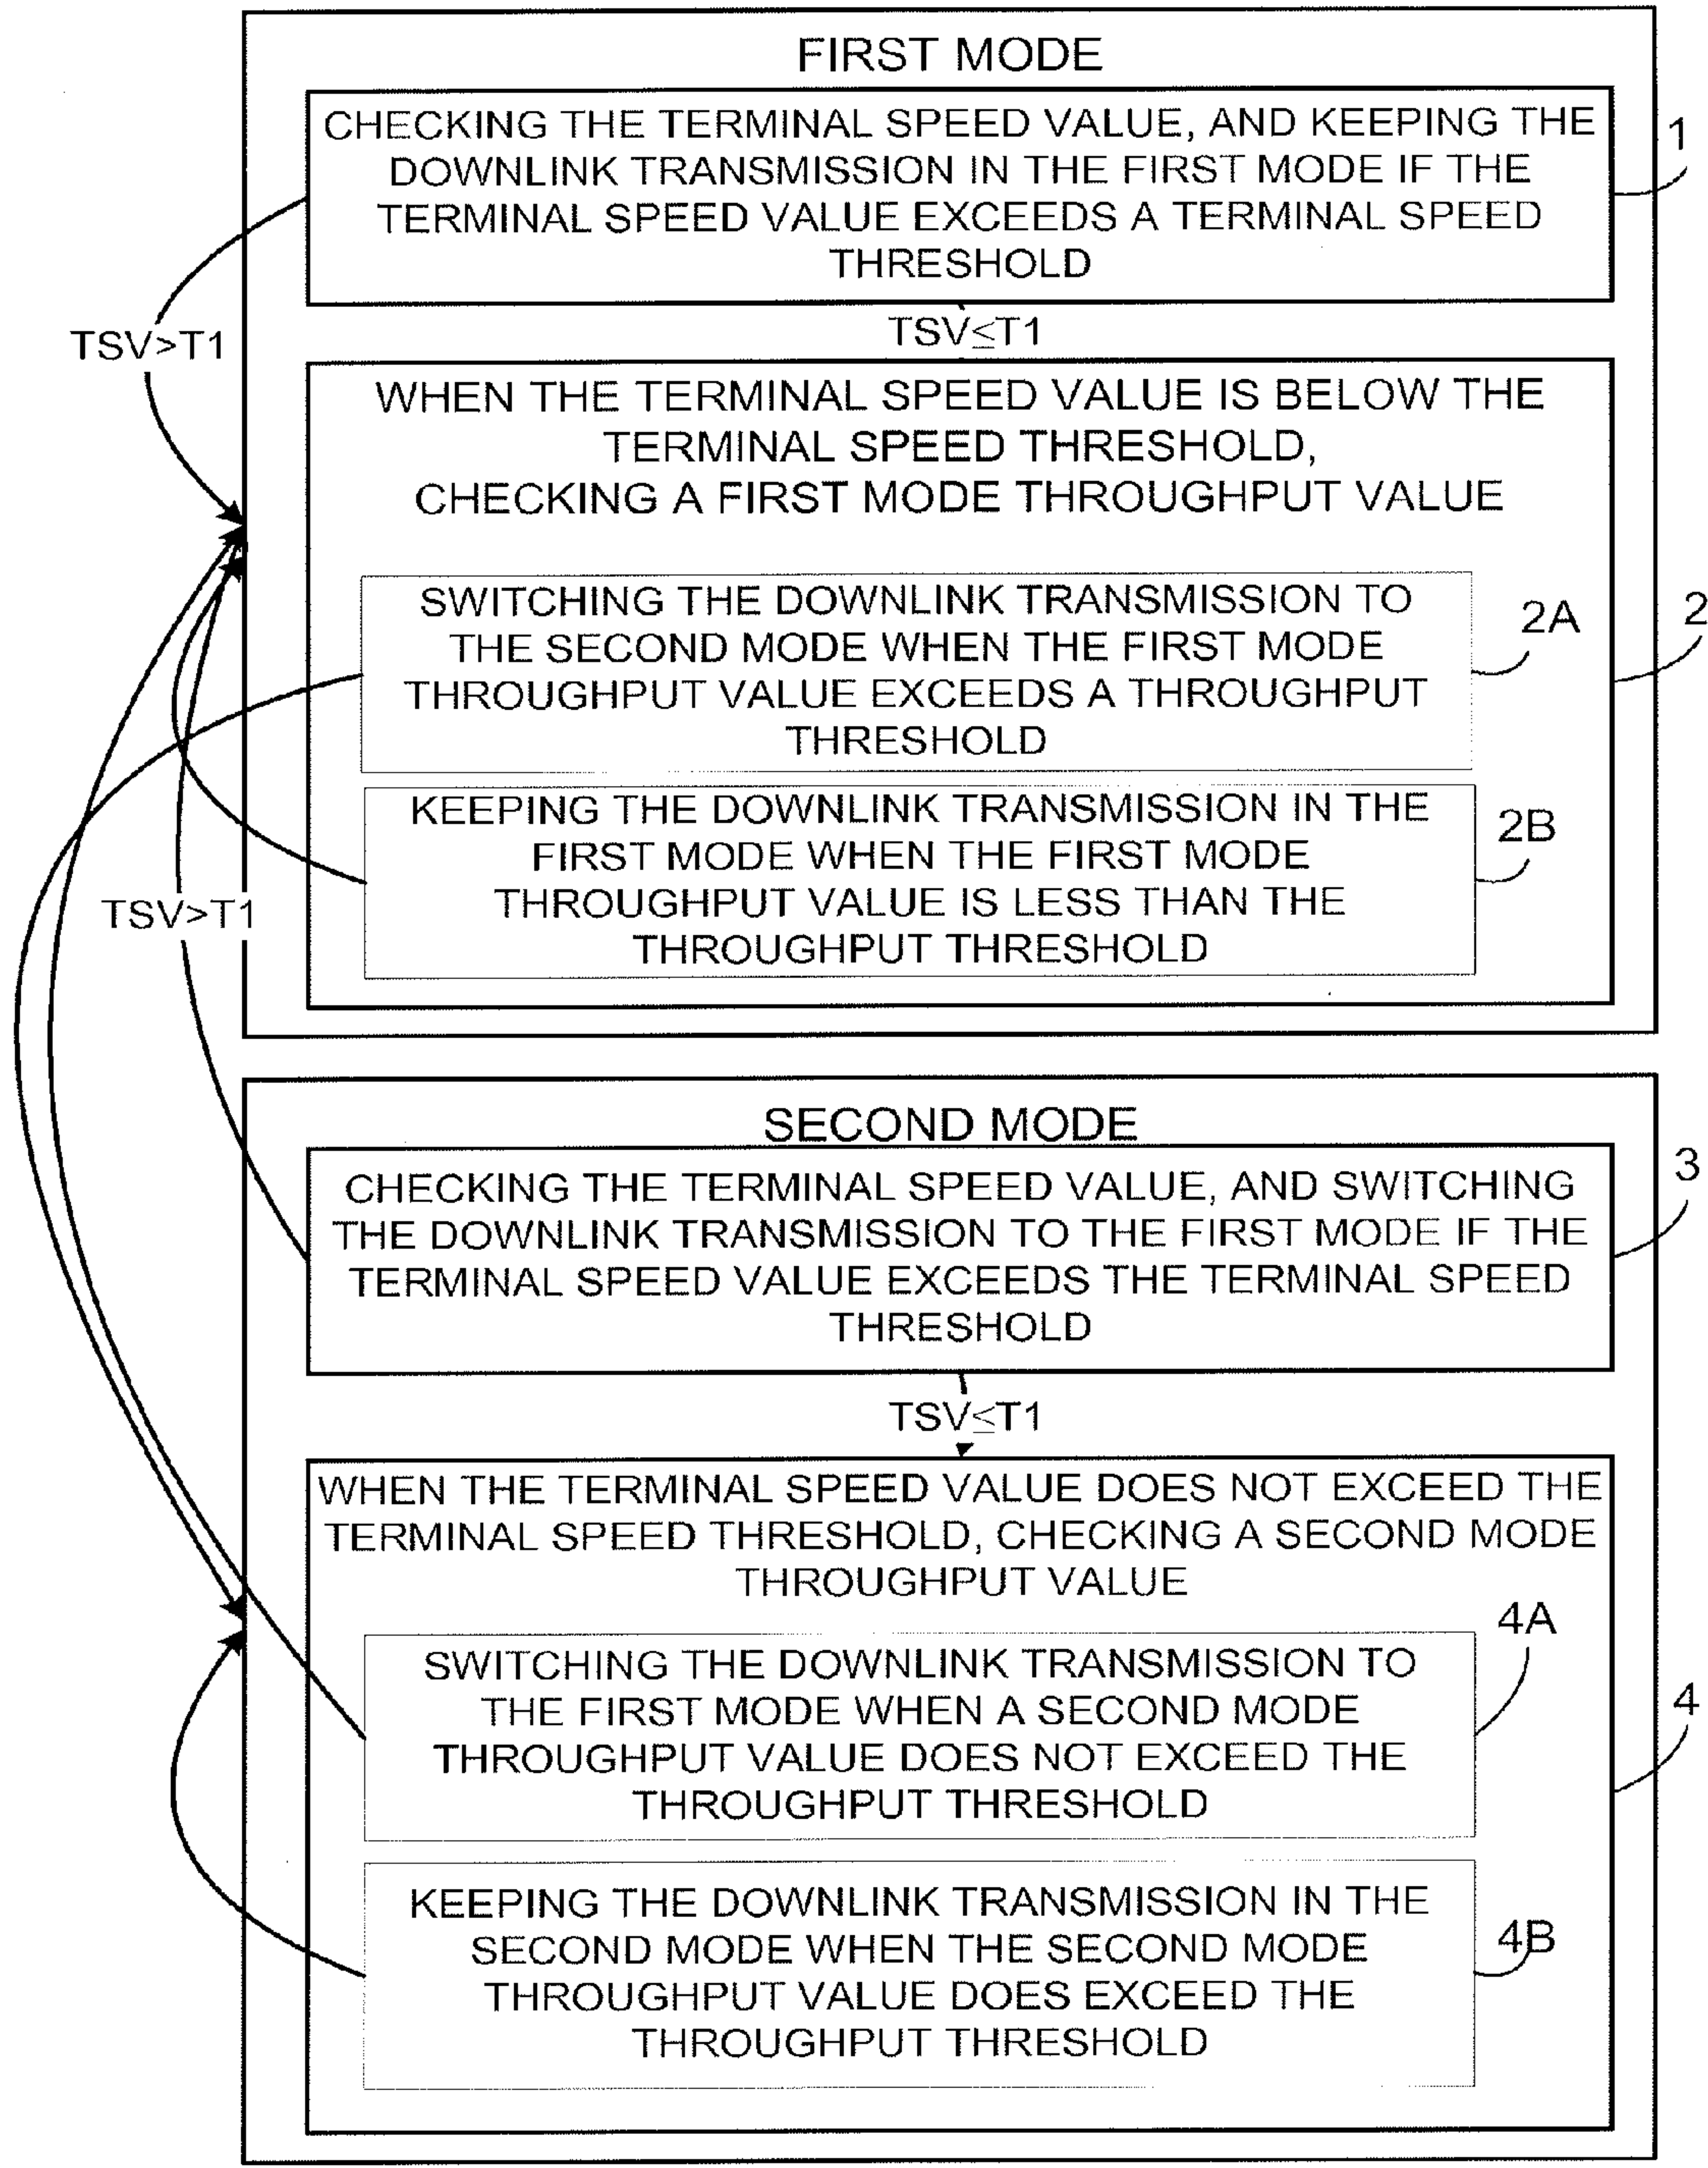 FIRST MODE
CHECKING THE TERMINAL SPEED VALUE, AND KEEPING THE
DOWNLINK TRANSMISSION IN THE FIRST MODE IF THE
TERMINAL SPEED VALUE EXCEEDS A TERMINAL SPEED
THRESHOLD
1
TSV>T1
TSV≤T1
WHEN THE TERMINAL SPEED VALUE IS BELOW THE
TERMINAL SPEED THRESHOLD,
CHECKING A FIRST MODE THROUGHPUT VALUE
2
SWITCHING THE DOWNLINK TRANSMISSION TO
THE SECOND MODE WHEN THE FIRST MODE
THROUGHPUT VALUE EXCEEDS A THROUGHPUT
THRESHOLD
2A
KEEPING THE DOWNLINK TRANSMISSION IN THE
FIRST MODE WHEN THE FIRST MODE
THROUGHPUT VALUE IS LESS THAN THE
THROUGHPUT THRESHOLD
2B
TSV>T1
SECOND MODE
CHECKING THE TERMINAL SPEED VALUE, AND SWITCHING
THE DOWNLINK TRANSMISSION TO THE FIRST MODE IF THE
TERMINAL SPEED VALUE EXCEEDS THE TERMINAL SPEED
THRESHOLD
3
TSV≤T1
WHEN THE TERMINAL SPEED VALUE DOES NOT EXCEED THE
TERMINAL SPEED THRESHOLD, CHECKING A SECOND MODE
THROUGHPUT VALUE
4
SWITCHING THE DOWNLINK TRANSMISSION TO
THE FIRST MODE WHEN A SECOND MODE
THROUGHPUT VALUE DOES NOT EXCEED THE
THROUGHPUT THRESHOLD
4A
KEEPING THE DOWNLINK TRANSMISSION IN THE
SECOND MODE WHEN THE SECOND MODE
THROUGHPUT VALUE DOES EXCEED THE
THROUGHPUT THRESHOLD
4B